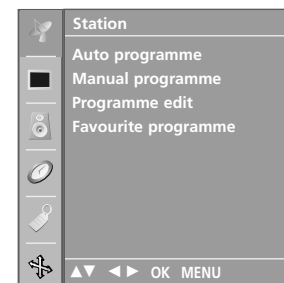 Station
Auto programme
Manual programme
Programme edit
Favourite programme
▲▼ ◄► OK MENU